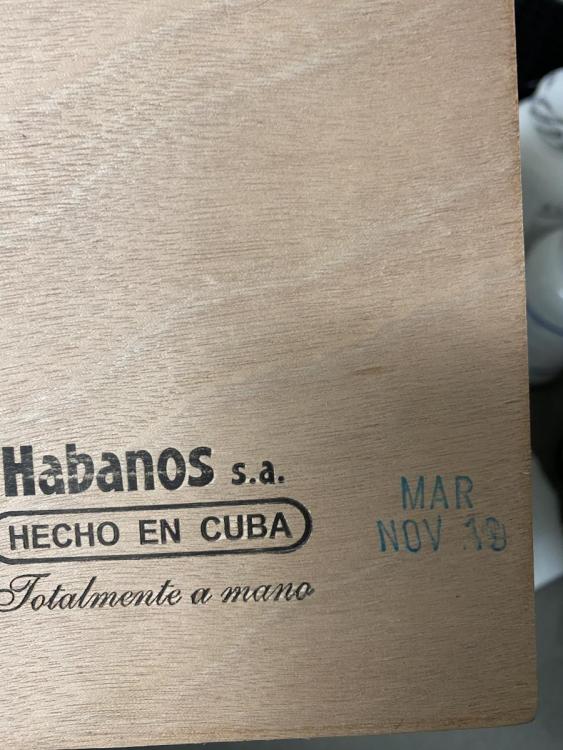 Habanos s.a.
HECHO EN CUBA
Totalmente a mano
MAR
NOV 19